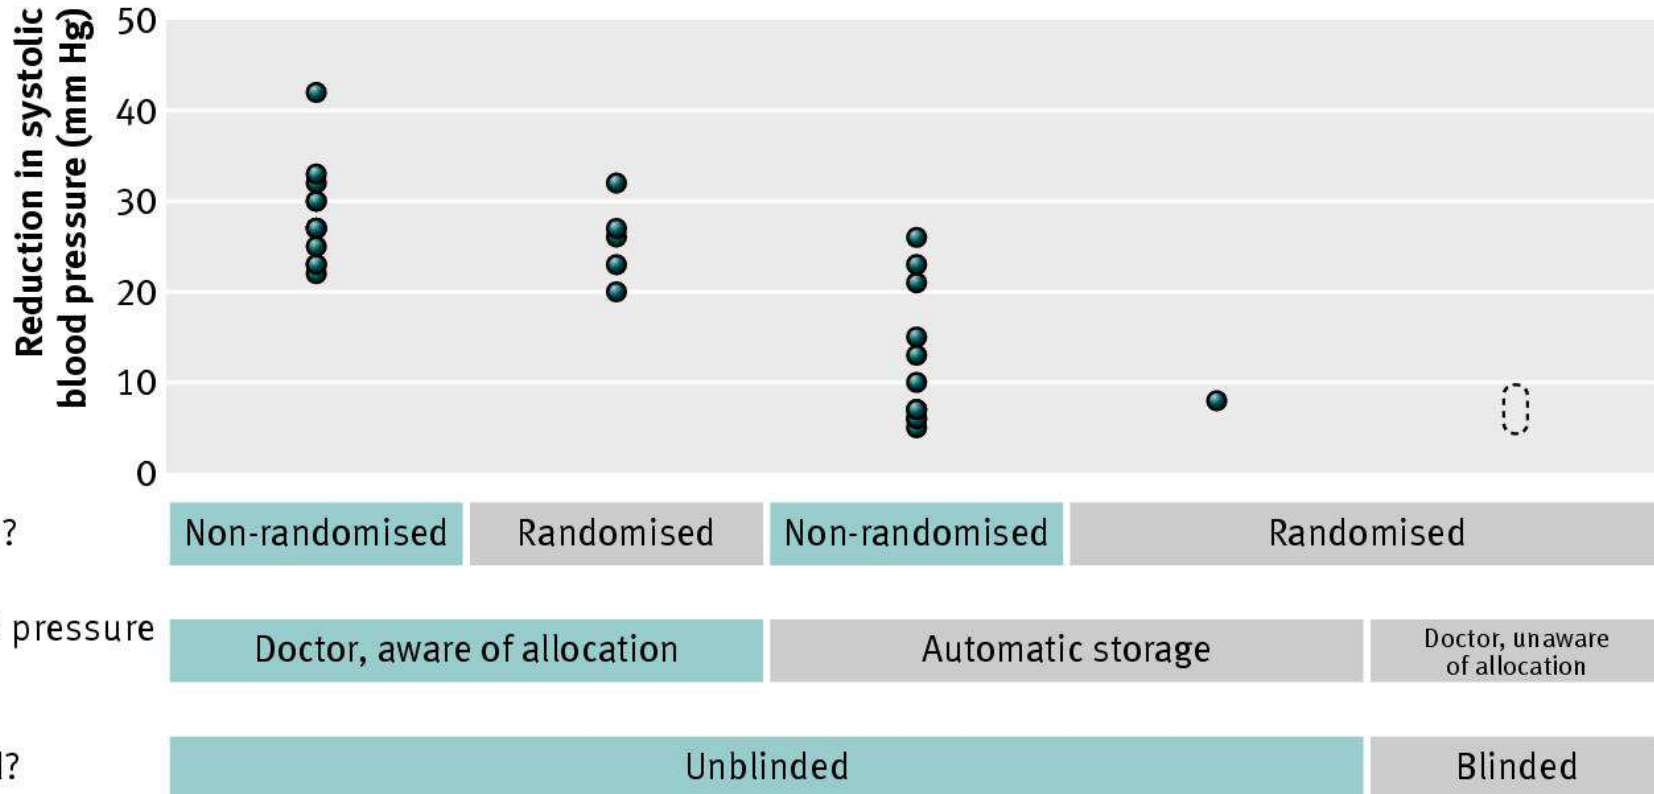 Reduction in systolic
blood pressure (mm Hg)
50
40
30
20
10
0
?
Non-randomised
Randomised
Non-randomised
Randomised
pressure
Doctor, aware of allocation
Automatic storage
Doctor, unaware
of allocation
?
Unblinded
Blinded